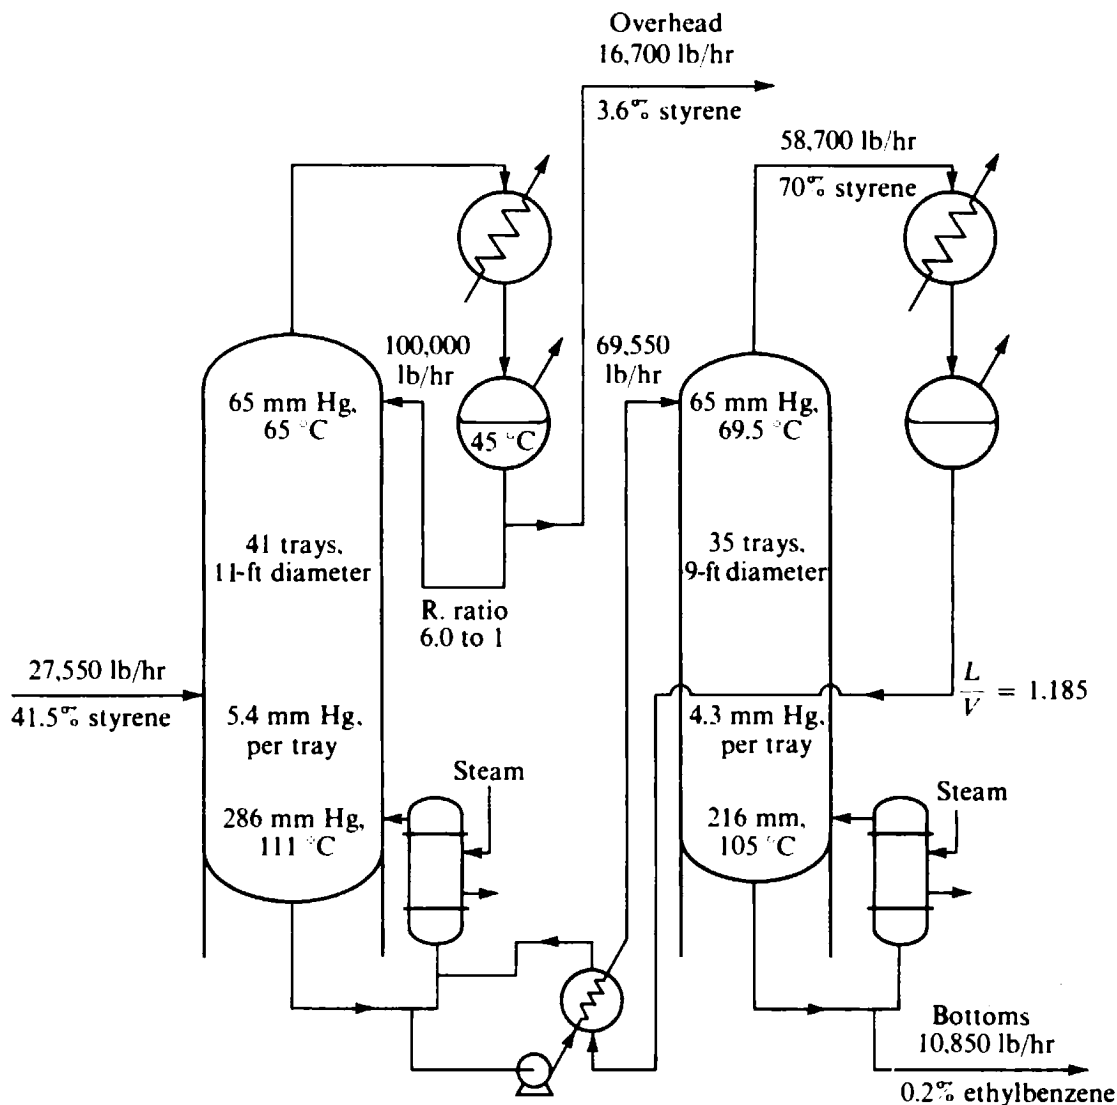 Overhead
16,700 lb/hr
3.6% styrene
58,700 lb/hr
70% styrene
100,000
lb/hr
69,550
lb/hr
65 mm Hg,
65 °C
45 °C
65 mm Hg,
69.5 °C
41 trays,
11-ft diameter
35 trays,
9-ft diameter
R. ratio
6.0 to 1
27,550 lb/hr
41.5% styrene
L/V = 1.185
5.4 mm Hg,
per tray
4.3 mm Hg,
per tray
Steam
Steam
286 mm Hg,
111 °C
216 mm,
105 °C
Bottoms
10,850 lb/hr
0.2% ethylbenzene